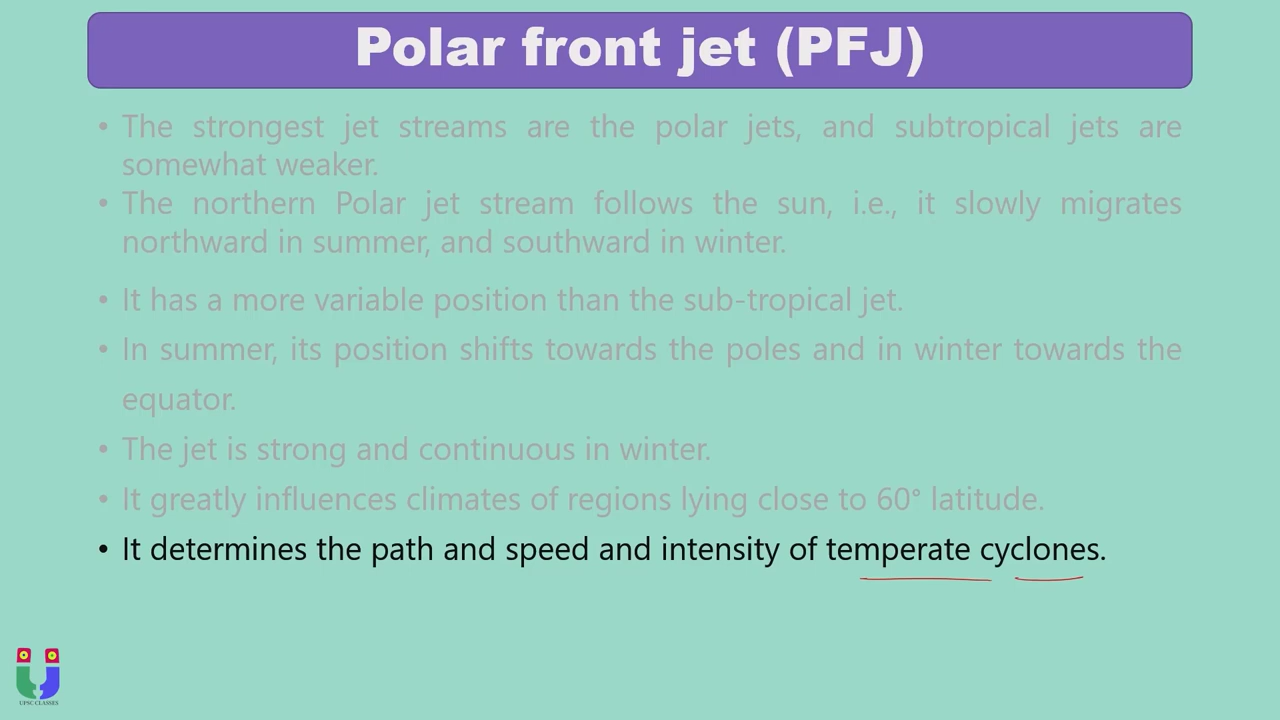 Polar front jet (PFJ)
• The strongest jet streams are the polar jets, and subtropical jets are
somewhat weaker.
• The northern Polar jet stream follows the sun, i.e., it slowly migrates
northward in summer, and southward in winter.
• It has a more variable position than the sub-tropical jet.
• In summer, its position shifts towards the poles and in winter towards the
equator.
• The jet is strong and continuous in winter.
• It greatly influences climates of regions lying close to 60° latitude.
• It determines the path and speed and intensity of temperate cyclones.
UPSC CLASSES